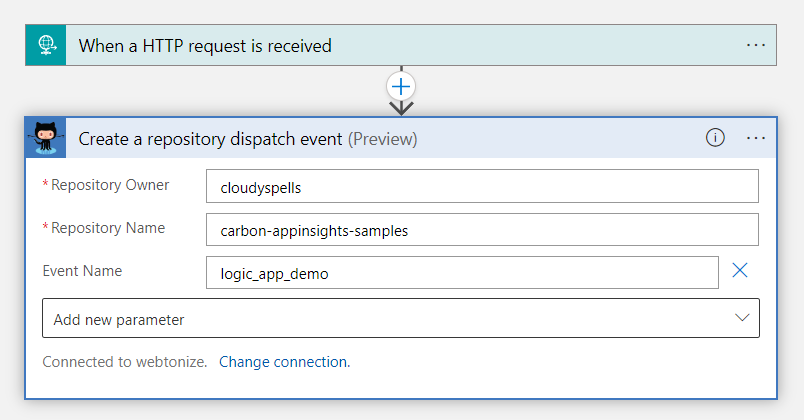 When a HTTP request is received
Create a repository dispatch event (Preview)
* Repository Owner cloudyspells
* Repository Name carbon-appinsights-samples
Event Name logic_app_demo
Add new parameter
Connected to webtonize. Change connection.